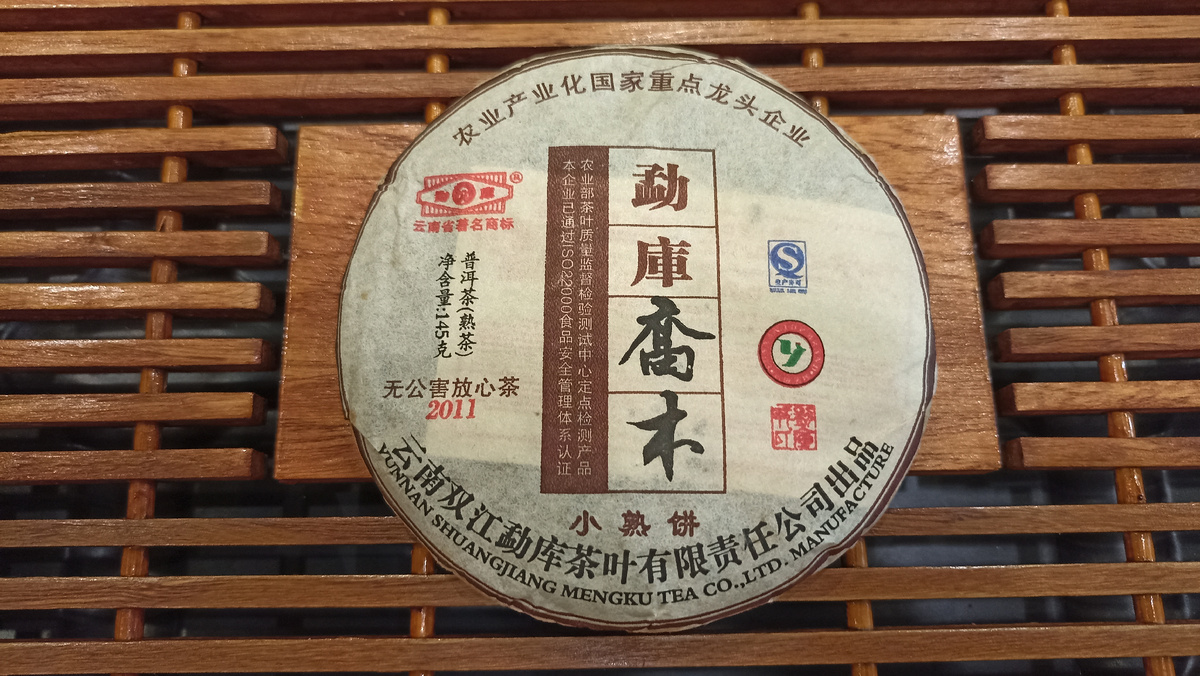 农业产业化国家重点龙头企业
勐库
云南省著名商标
普洱茶(熟茶)
净含量:145克
无公害放心茶
2011
勐庫喬木
农业部茶叶质量监督检验测试中心定点检测产品
本企业已通过ISO22000食品安全管理体系认证
小熟饼
云南双江勐库茶叶有限责任公司出品
YUNNAN SHUANGJIANG MENGKU TEA CO.,LTD. MANUFACTURE